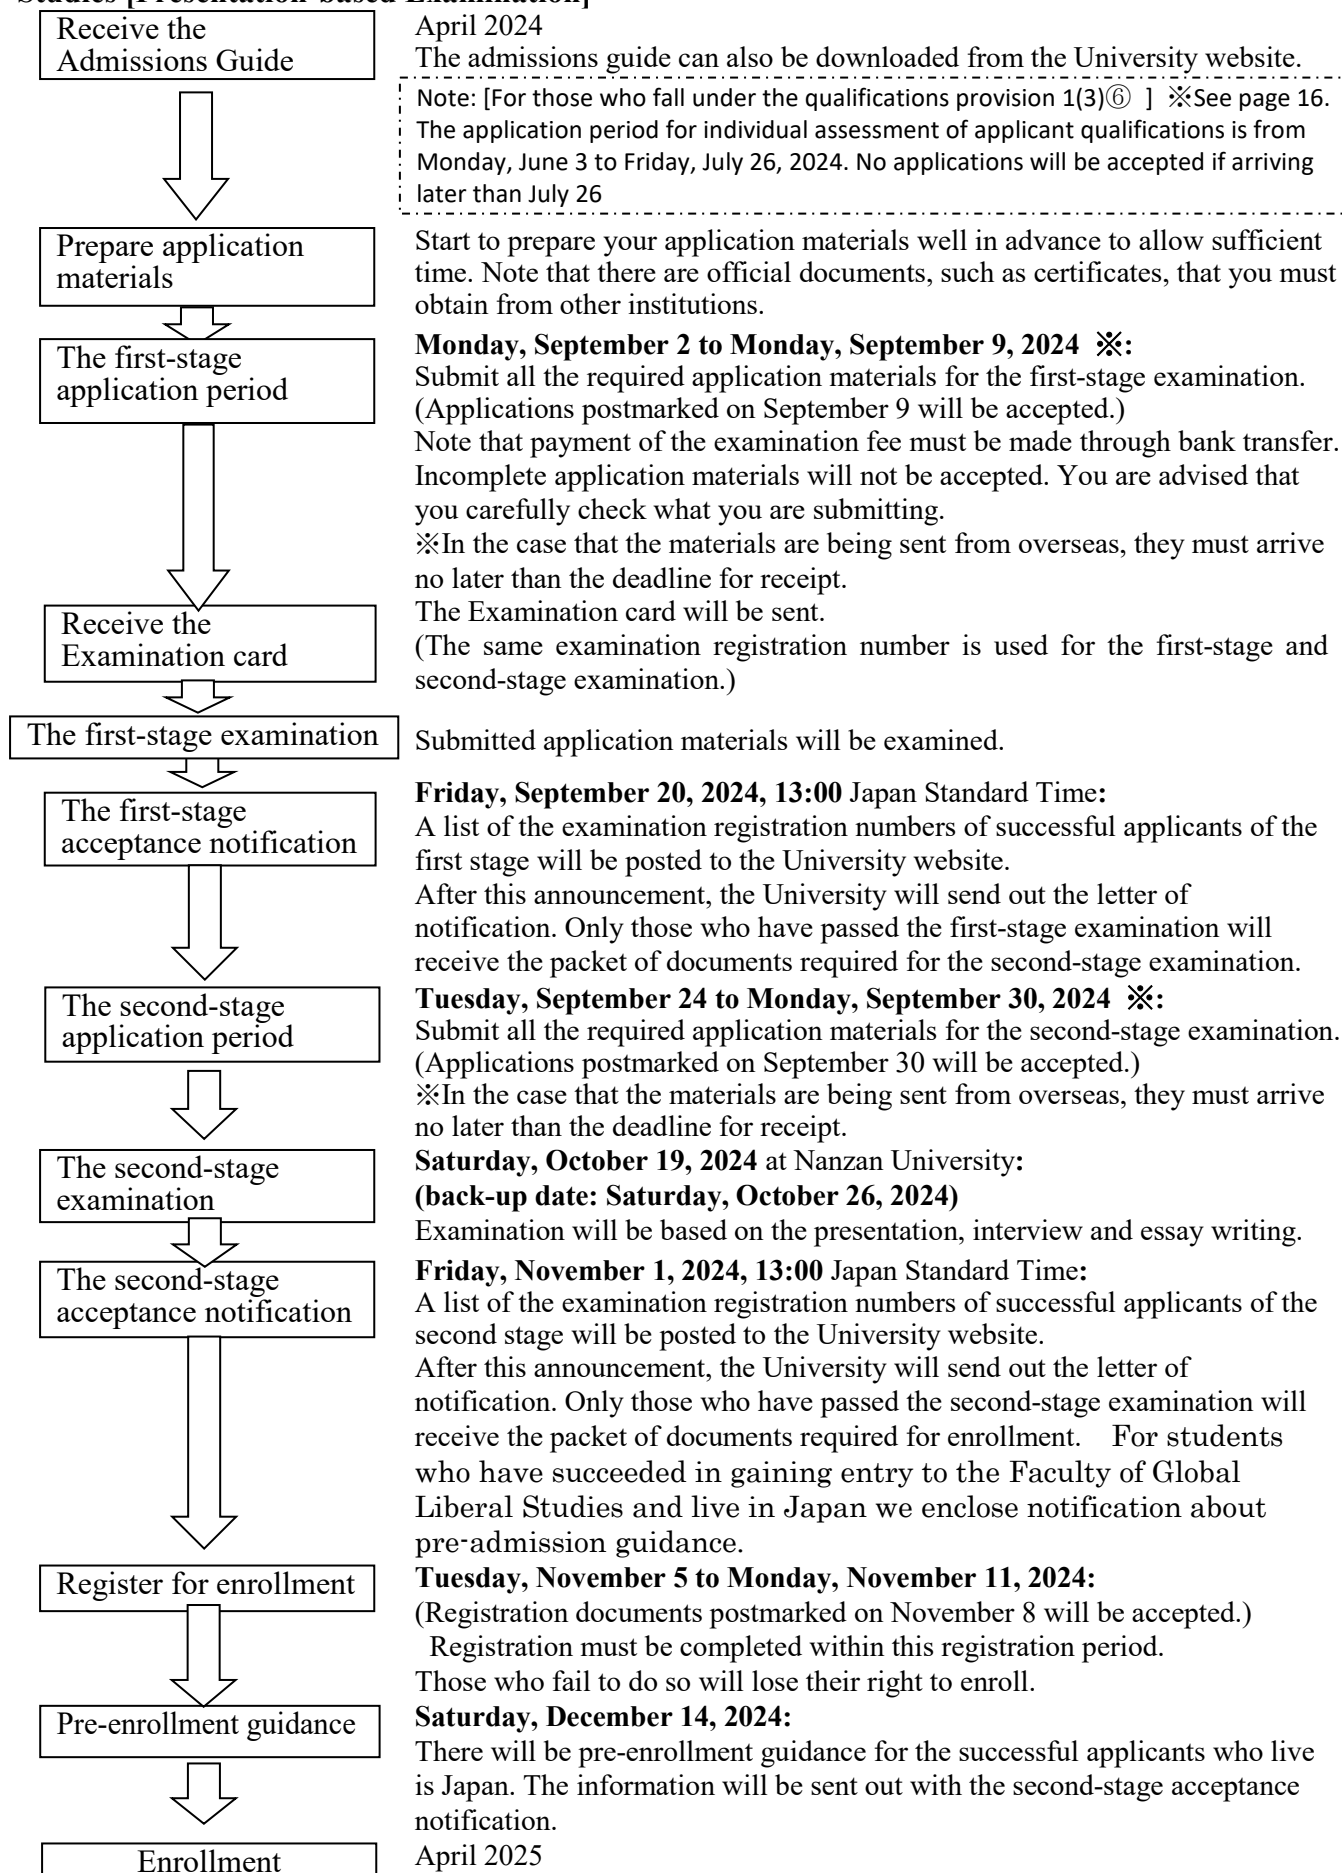 Studies [Presentation-based Examination]
Receive the
Admissions Guide
April 2024
The admissions guide can also be downloaded from the University website.
Note: [For those who fall under the qualifications provision 1(3)⑥ ] ※See page 16.
The application period for individual assessment of applicant qualifications is from
Monday, June 3 to Friday, July 26, 2024. No applications will be accepted if arriving
later than July 26
Prepare application
materials
Start to prepare your application materials well in advance to allow sufficient
time. Note that there are official documents, such as certificates, that you must
obtain from other institutions.
The first-stage
application period
Monday, September 2 to Monday, September 9, 2024 ※:
Submit all the required application materials for the first-stage examination.
(Applications postmarked on September 9 will be accepted.)
Note that payment of the examination fee must be made through bank transfer.
Incomplete application materials will not be accepted. You are advised that
you carefully check what you are submitting.
※In the case that the materials are being sent from overseas, they must arrive
no later than the deadline for receipt.
Receive the
Examination card
The Examination card will be sent.
(The same examination registration number is used for the first-stage and
second-stage examination.)
The first-stage examination
Submitted application materials will be examined.
The first-stage
acceptance notification
Friday, September 20, 2024, 13:00 Japan Standard Time:
A list of the examination registration numbers of successful applicants of the
first stage will be posted to the University website.
After this announcement, the University will send out the letter of
notification. Only those who have passed the first-stage examination will
receive the packet of documents required for the second-stage examination.
The second-stage
application period
Tuesday, September 24 to Monday, September 30, 2024 ※:
Submit all the required application materials for the second-stage examination.
(Applications postmarked on September 30 will be accepted.)
※In the case that the materials are being sent from overseas, they must arrive
no later than the deadline for receipt.
The second-stage
examination
Saturday, October 19, 2024 at Nanzan University:
(back-up date: Saturday, October 26, 2024)
Examination will be based on the presentation, interview and essay writing.
The second-stage
acceptance notification
Friday, November 1, 2024, 13:00 Japan Standard Time:
A list of the examination registration numbers of successful applicants of the
second stage will be posted to the University website.
After this announcement, the University will send out the letter of
notification. Only those who have passed the second-stage examination will
receive the packet of documents required for enrollment. For students
who have succeeded in gaining entry to the Faculty of Global
Liberal Studies and live in Japan we enclose notification about
pre-admission guidance.
Register for enrollment
Tuesday, November 5 to Monday, November 11, 2024:
(Registration documents postmarked on November 8 will be accepted.)
Registration must be completed within this registration period.
Those who fail to do so will lose their right to enroll.
Pre-enrollment guidance
Saturday, December 14, 2024:
There will be pre-enrollment guidance for the successful applicants who live
is Japan. The information will be sent out with the second-stage acceptance
notification.
Enrollment
April 2025